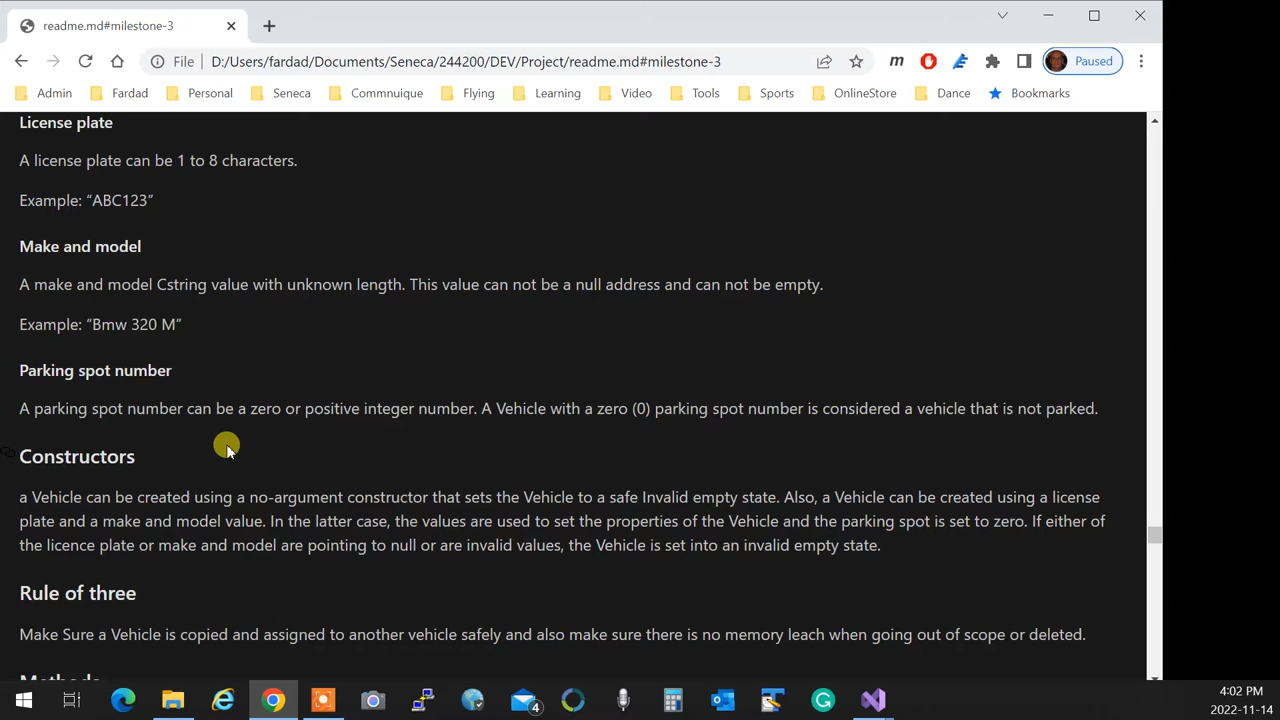 readme.md#milestone-3
File
D:/Users/fardad/Documents/Seneca/244200/DEV/Project/readme.md#milestone-3
m
Paused
Admin
Fardad
Personal
Seneca
Commnuique
Flying
Learning
Video
Tools
Sports
OnlineStore
Dance
Bookmarks
License plate
A license plate can be 1 to 8 characters.
Example: “ABC123”
Make and model
A make and model Cstring value with unknown length. This value can not be a null address and can not be empty.
Example: “Bmw 320 M”
Parking spot number
A parking spot number can be a zero or positive integer number. A Vehicle with a zero (0) parking spot number is considered a vehicle that is not parked.
Constructors
a Vehicle can be created using a no-argument constructor that sets the Vehicle to a safe Invalid empty state. Also, a Vehicle can be created using a license
plate and a make and model value. In the latter case, the values are used to set the properties of the Vehicle and the parking spot is set to zero. If either of
the licence plate or make and model are pointing to null or are invalid values, the Vehicle is set into an invalid empty state.
Rule of three
Make Sure a Vehicle is copied and assigned to another vehicle safely and also make sure there is no memory leach when going out of scope or deleted.
Methods
4
4:02 PM
2022-11-14